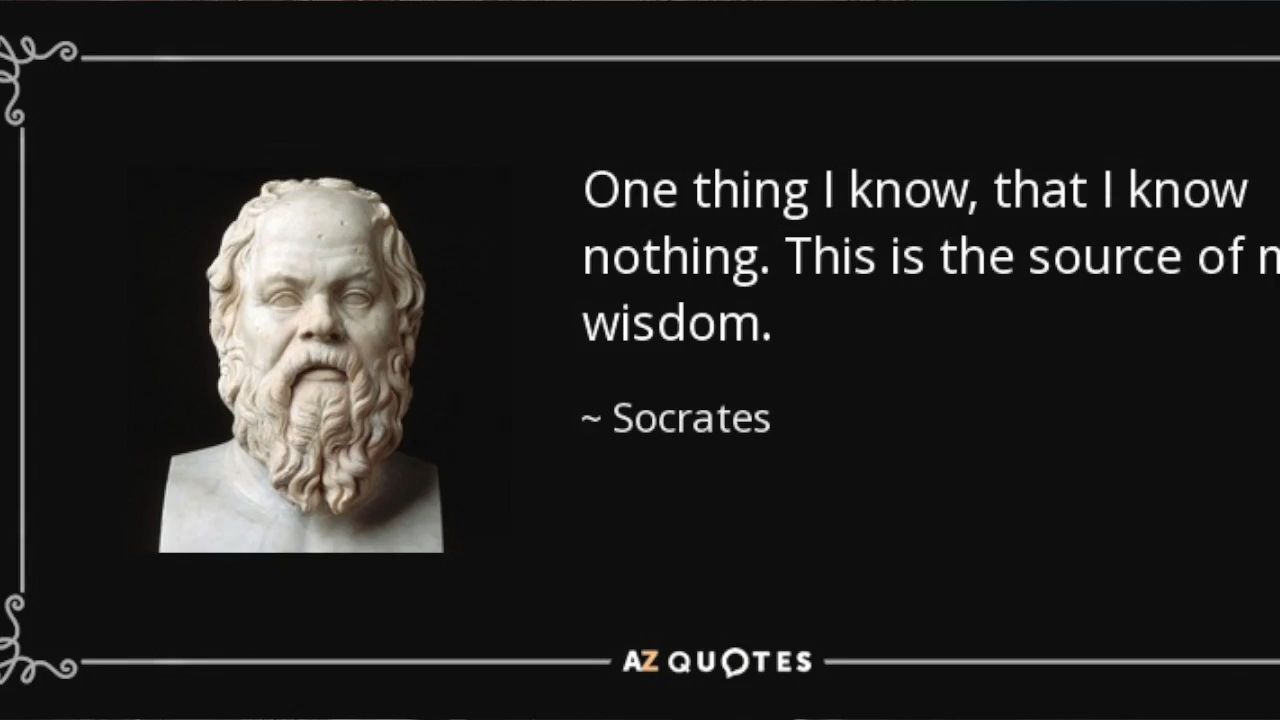 One thing I know, that I know
nothing. This is the source of
wisdom.
~ Socrates
AZ QUOTES